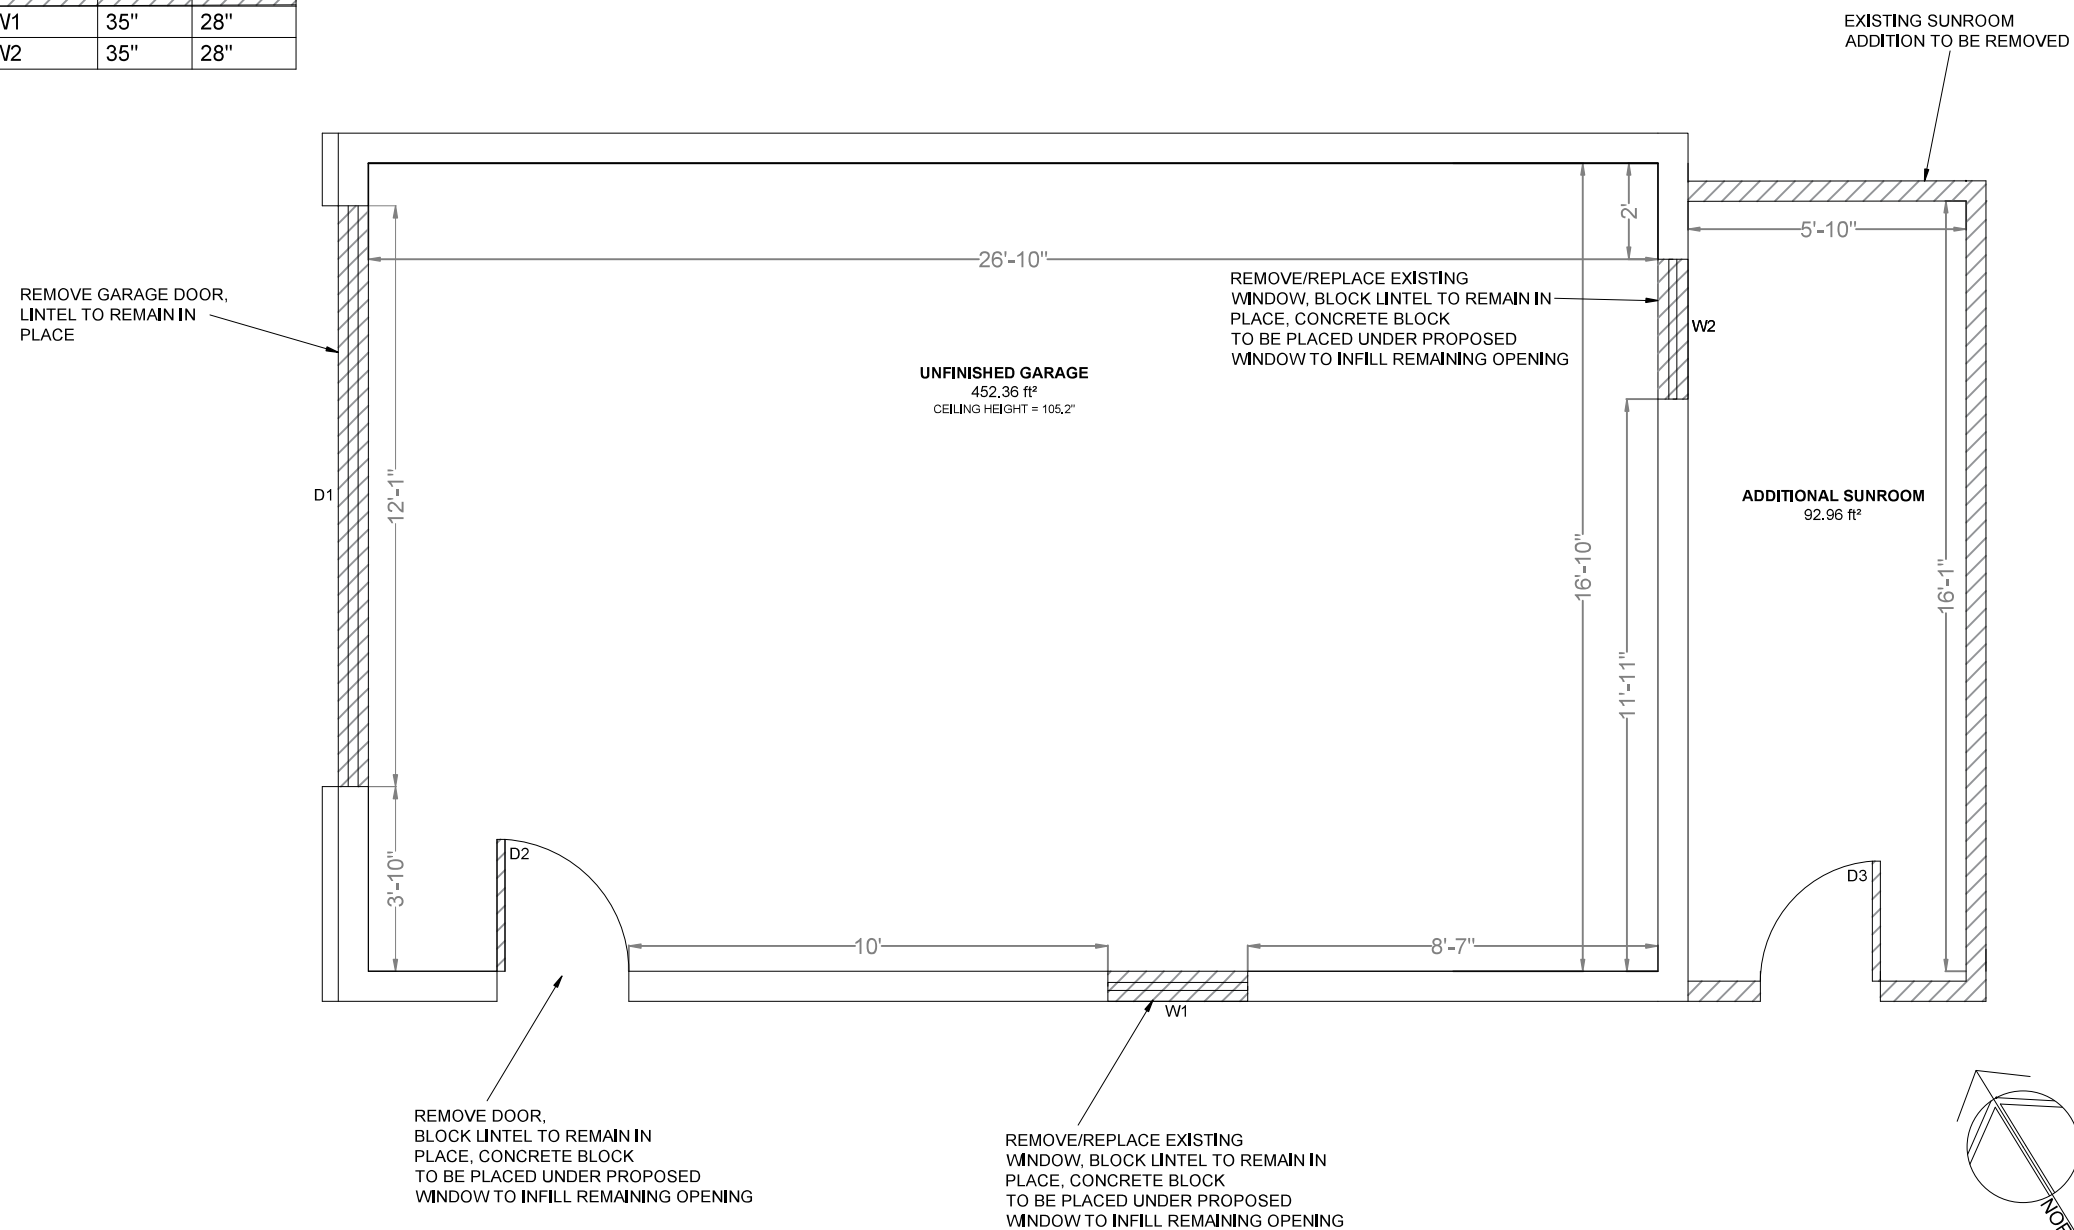 W1 35" 28"
W2 35" 28"
EXISTING SUNROOM
ADDITION TO BE REMOVED
2'
5'-10"
26'-10"
REMOVE/REPLACE EXISTING
WINDOW, BLOCK LINTEL TO REMAIN IN
PLACE, CONCRETE BLOCK
TO BE PLACED UNDER PROPOSED
WINDOW TO INFILL REMAINING OPENING
W2
REMOVE GARAGE DOOR,
LINTEL TO REMAIN IN
PLACE
UNFINISHED GARAGE
452.36 ft²
CEILING HEIGHT = 105.2"
D1
12'-1"
ADDITIONAL SUNROOM
92.96 ft²
16'-10"
16'-1"
11'-11"
3'-10"
D2
D3
10'
8'-7"
W1
REMOVE DOOR,
BLOCK LINTEL TO REMAIN IN
PLACE, CONCRETE BLOCK
TO BE PLACED UNDER PROPOSED
WINDOW TO INFILL REMAINING OPENING
REMOVE/REPLACE EXISTING
WINDOW, BLOCK LINTEL TO REMAIN IN
PLACE, CONCRETE BLOCK
TO BE PLACED UNDER PROPOSED
WINDOW TO INFILL REMAINING OPENING